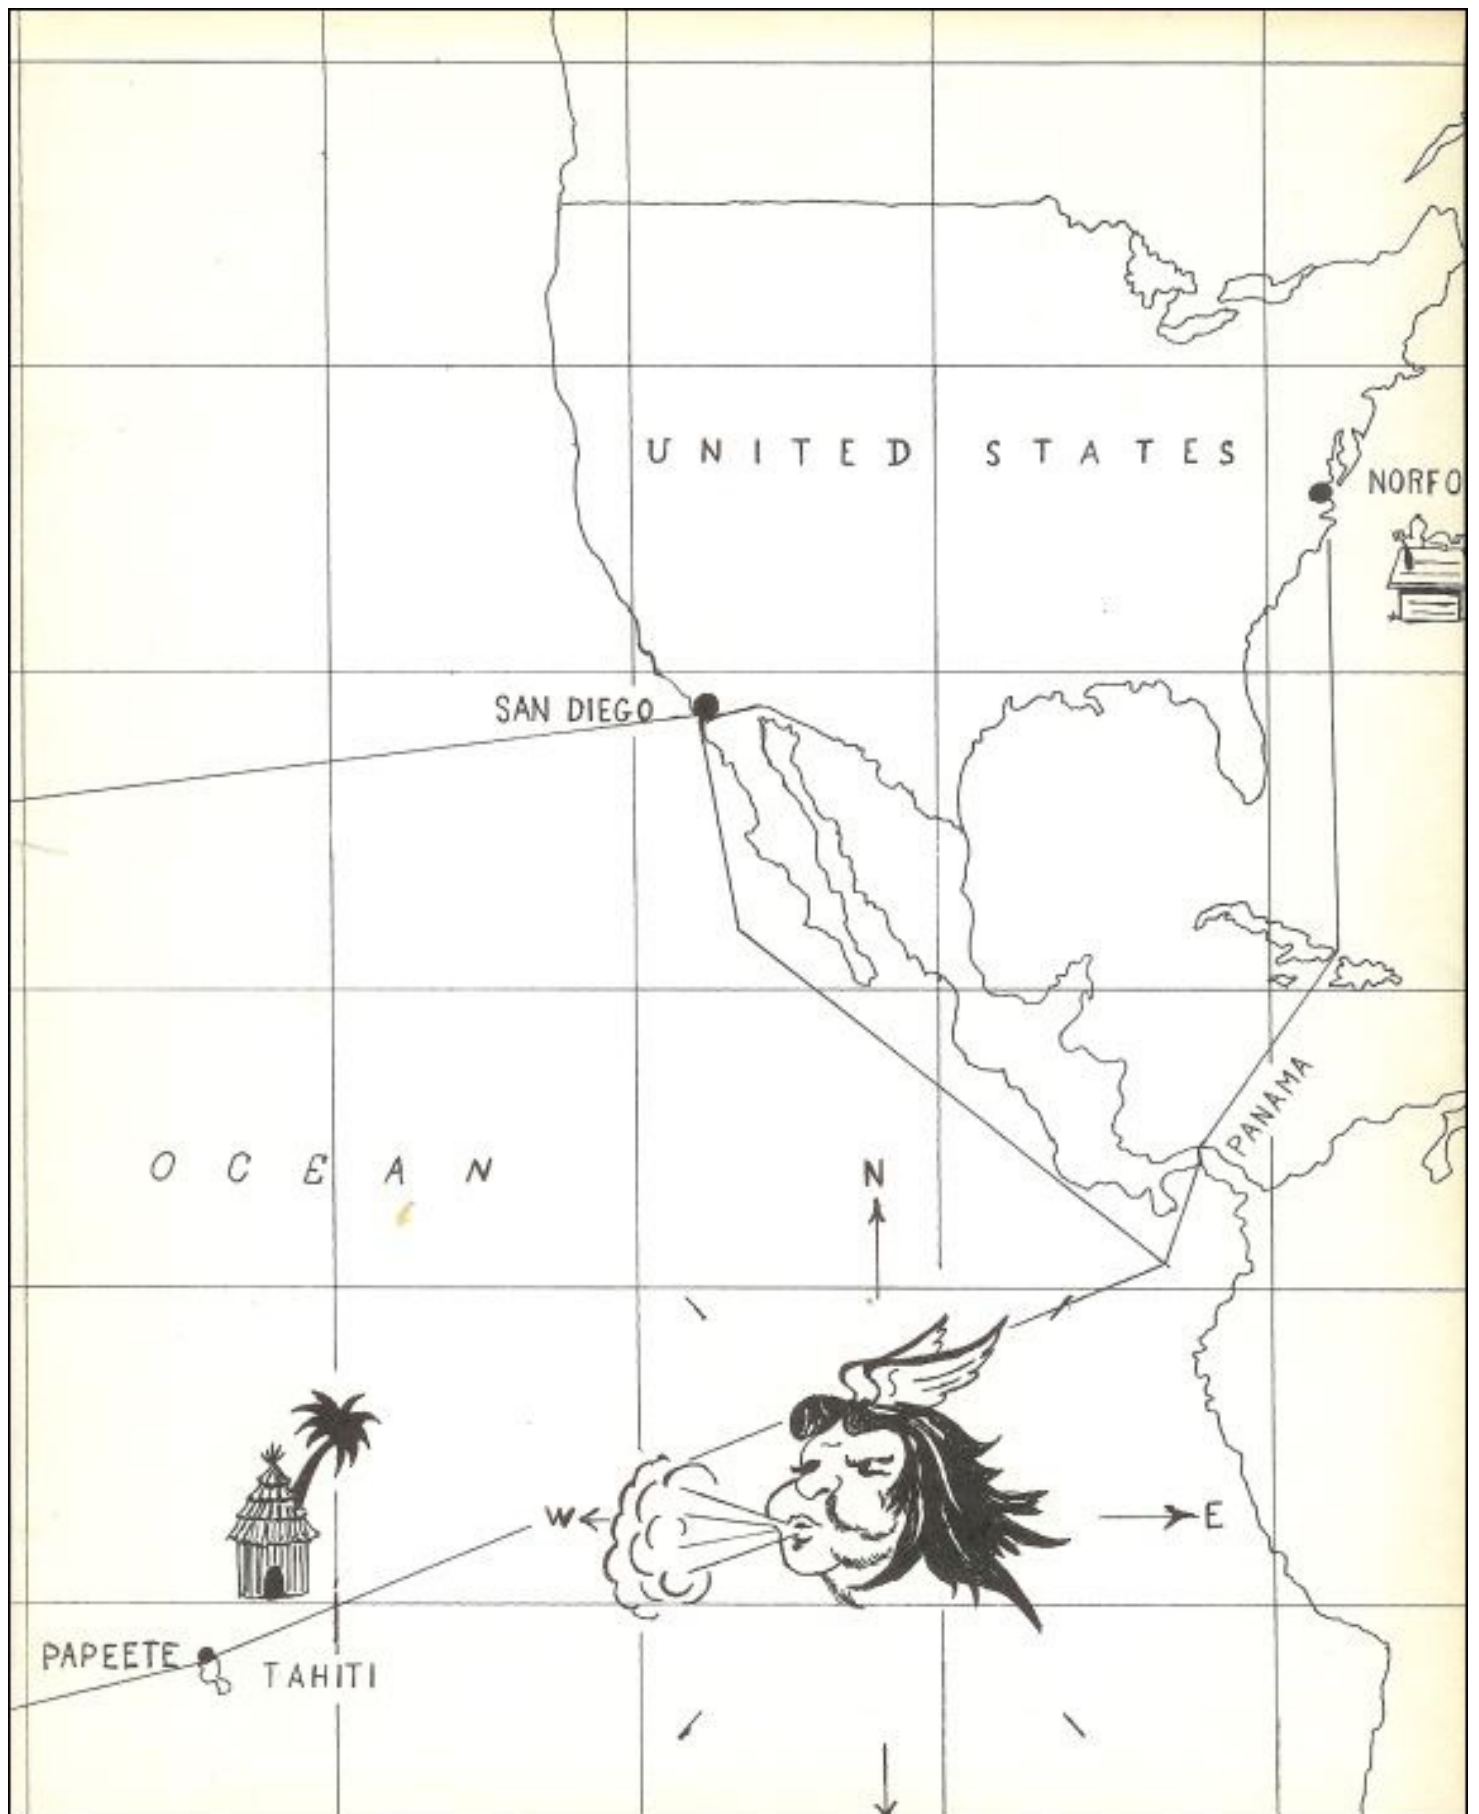 UNITED STATES
NORFO
SAN DIEGO
PANAMA
OCEAN
N
W
E
PAPEETE
TAHITI